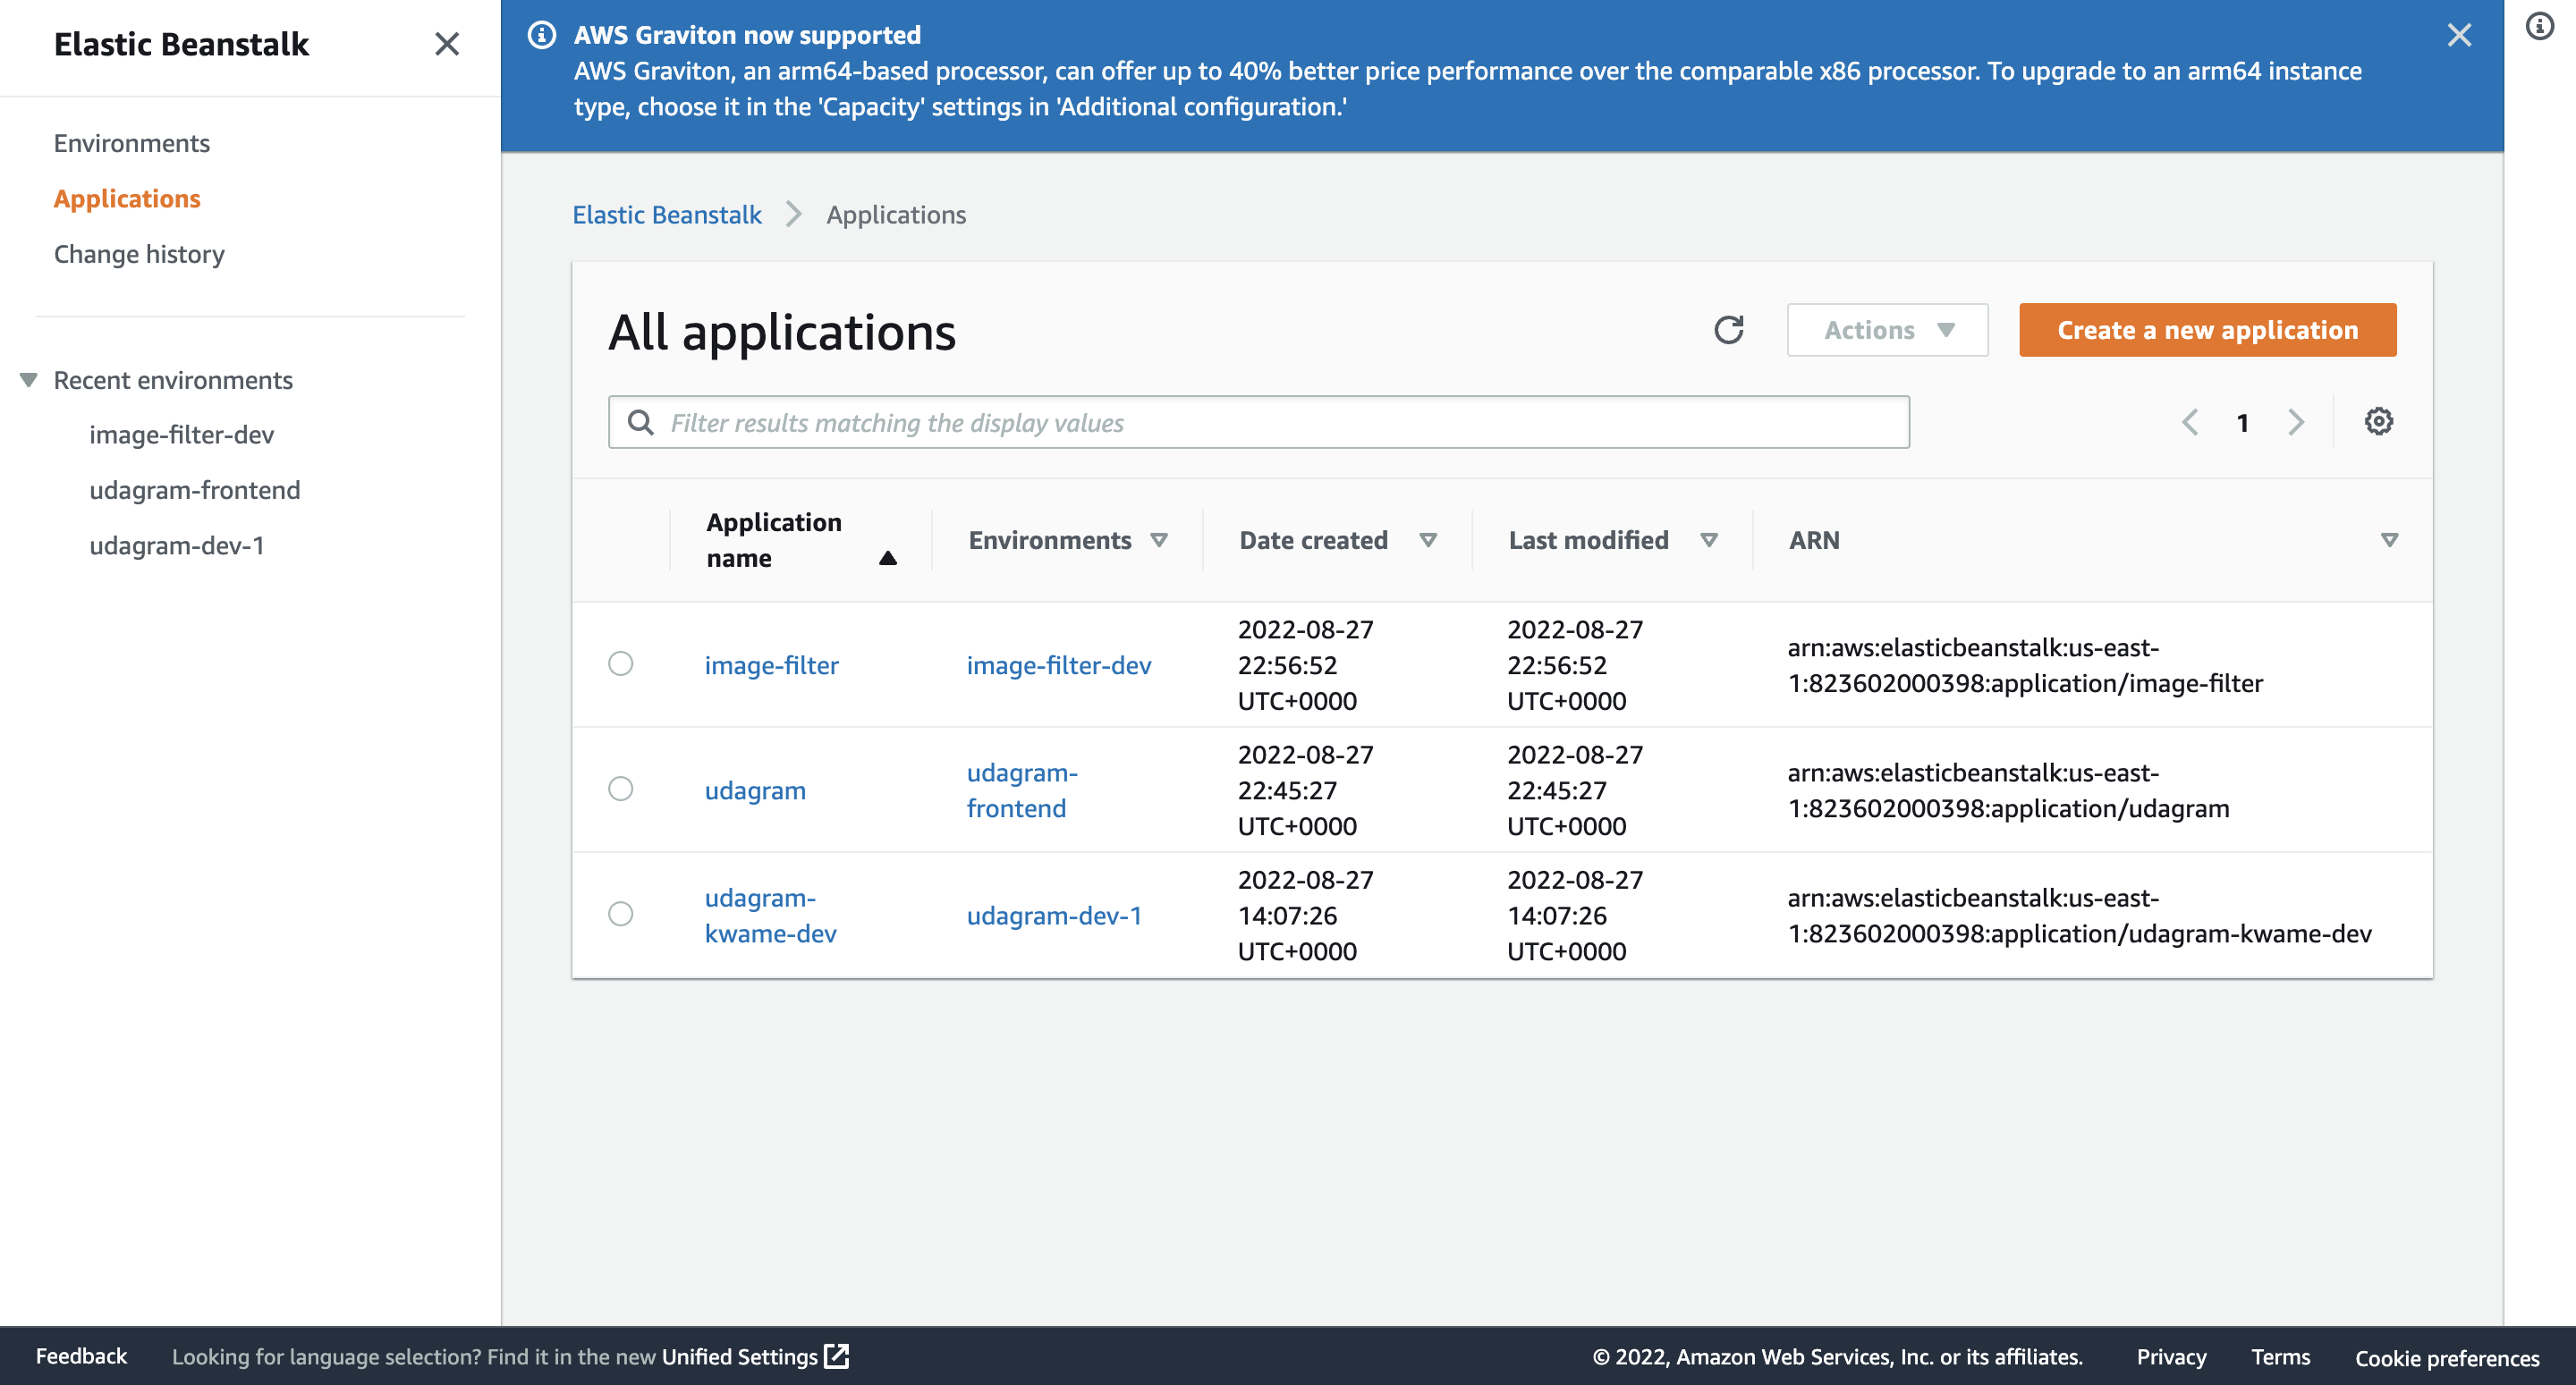 Elastic Beanstalk
Environments
Applications
Change history
Recent environments
image-filter-dev
udagram-frontend
udagram-dev-1
AWS Graviton now supported
AWS Graviton, an arm64-based processor, can offer up to 40% better price performance over the comparable x86 processor. To upgrade to an arm64 instance
type, choose it in the 'Capacity' settings in 'Additional configuration.'
Elastic Beanstalk
Applications
All applications
Actions
Create a new application
Filter results matching the display values
1
Application
name
Environments
Date created
Last modified
ARN
image-filter
image-filter-dev
2022-08-27
22:56:52
UTC+0000
2022-08-27
22:56:52
UTC+0000
arn:aws:elasticbeanstalk:us-east-
1:823602000398:application/image-filter
udagram
udagram-
frontend
2022-08-27
22:45:27
UTC+0000
2022-08-27
22:45:27
UTC+0000
arn:aws:elasticbeanstalk:us-east-
1:823602000398:application/udagram
udagram-
kwame-dev
udagram-dev-1
2022-08-27
14:07:26
UTC+0000
2022-08-27
14:07:26
UTC+0000
arn:aws:elasticbeanstalk:us-east-
1:823602000398:application/udagram-kwame-dev
Feedback
Looking for language selection? Find it in the new Unified Settings
© 2022, Amazon Web Services, Inc. or its affiliates.
Privacy
Terms
Cookie preferences